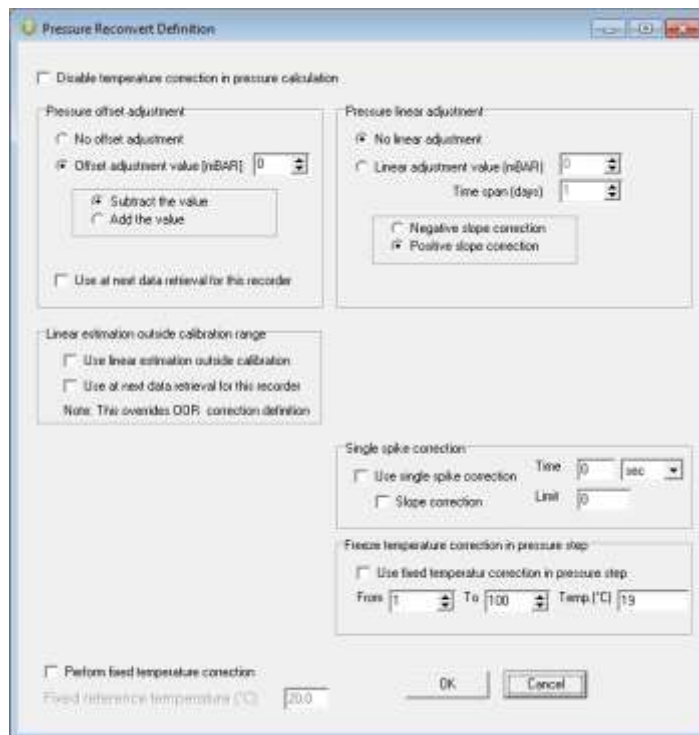 Pressure Reconvert Definition
Disable temperature correction in pressure calculation
Pressure offset adjustment
No offset adjustment
Offset adjustment value [mBAR] 0
Subtract the value
Add the value
Use at next data retrieval for this recorder
Pressure linear adjustment
No linear adjustment
Linear adjustment value (mBAR) 0
Time span (days) 1
Negative slope correction
Positive slope correction
Linear estimation outside calibration range
Use linear estimation outside calibration
Use at next data retrieval for this recorder
Note: This overrides OOR correction definition
Single spike correction
Use single spike correction Time 0 sec
Slope correction Limit 0
Freeze temperature correction in pressure step
Use fixed temperatur correction in pressure step
From 1 To 100 Temp.(°C) 19
Perform fixed temperature correction
Fixed reference temperature (°C) 20.0
OK Cancel